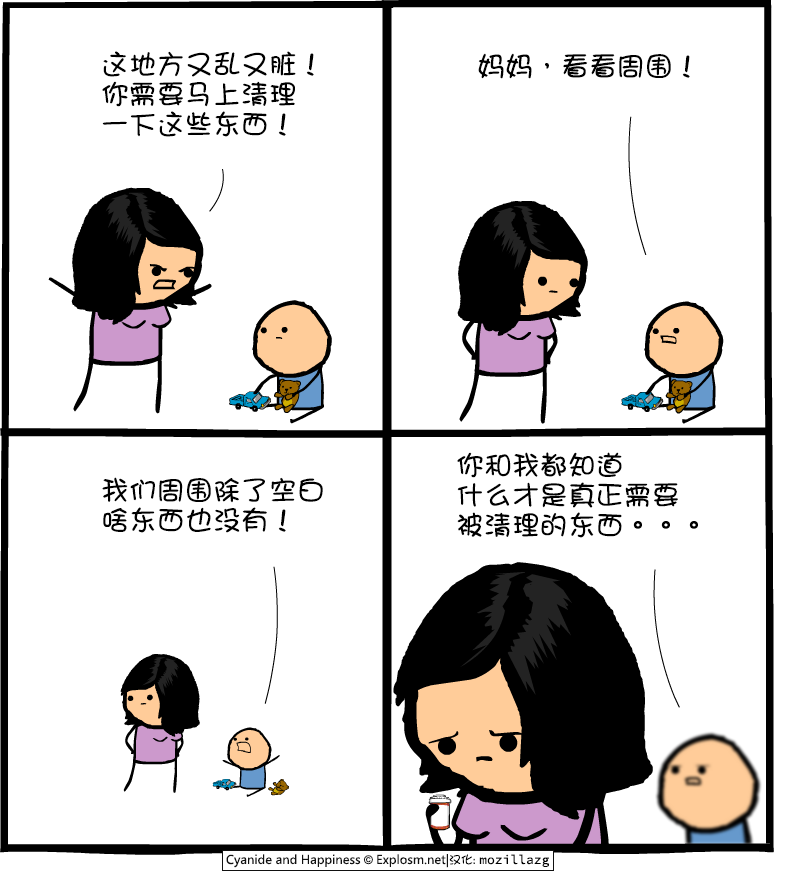 这地方又乱又脏！
你需要马上清理
一下这些东西！
妈妈，看看周围！
我们周围除了空白
啥东西也没有！
你和我都知道
什么才是真正需要
被清理的东西。。。
Cyanide and Happiness © Explosm.net|汉化: mozillazg